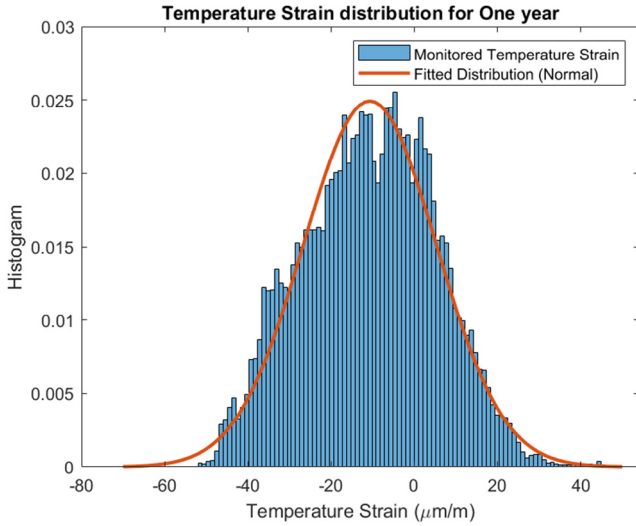 Temperature Strain distribution for One year
0.03
Monitored Temperature Strain
Fitted Distribution (Normal)
0.025
0.02
0.015
0.01
0.005
0
Histogram
-80
-60
-40
-20
0
20
40
Temperature Strain (μm/m)